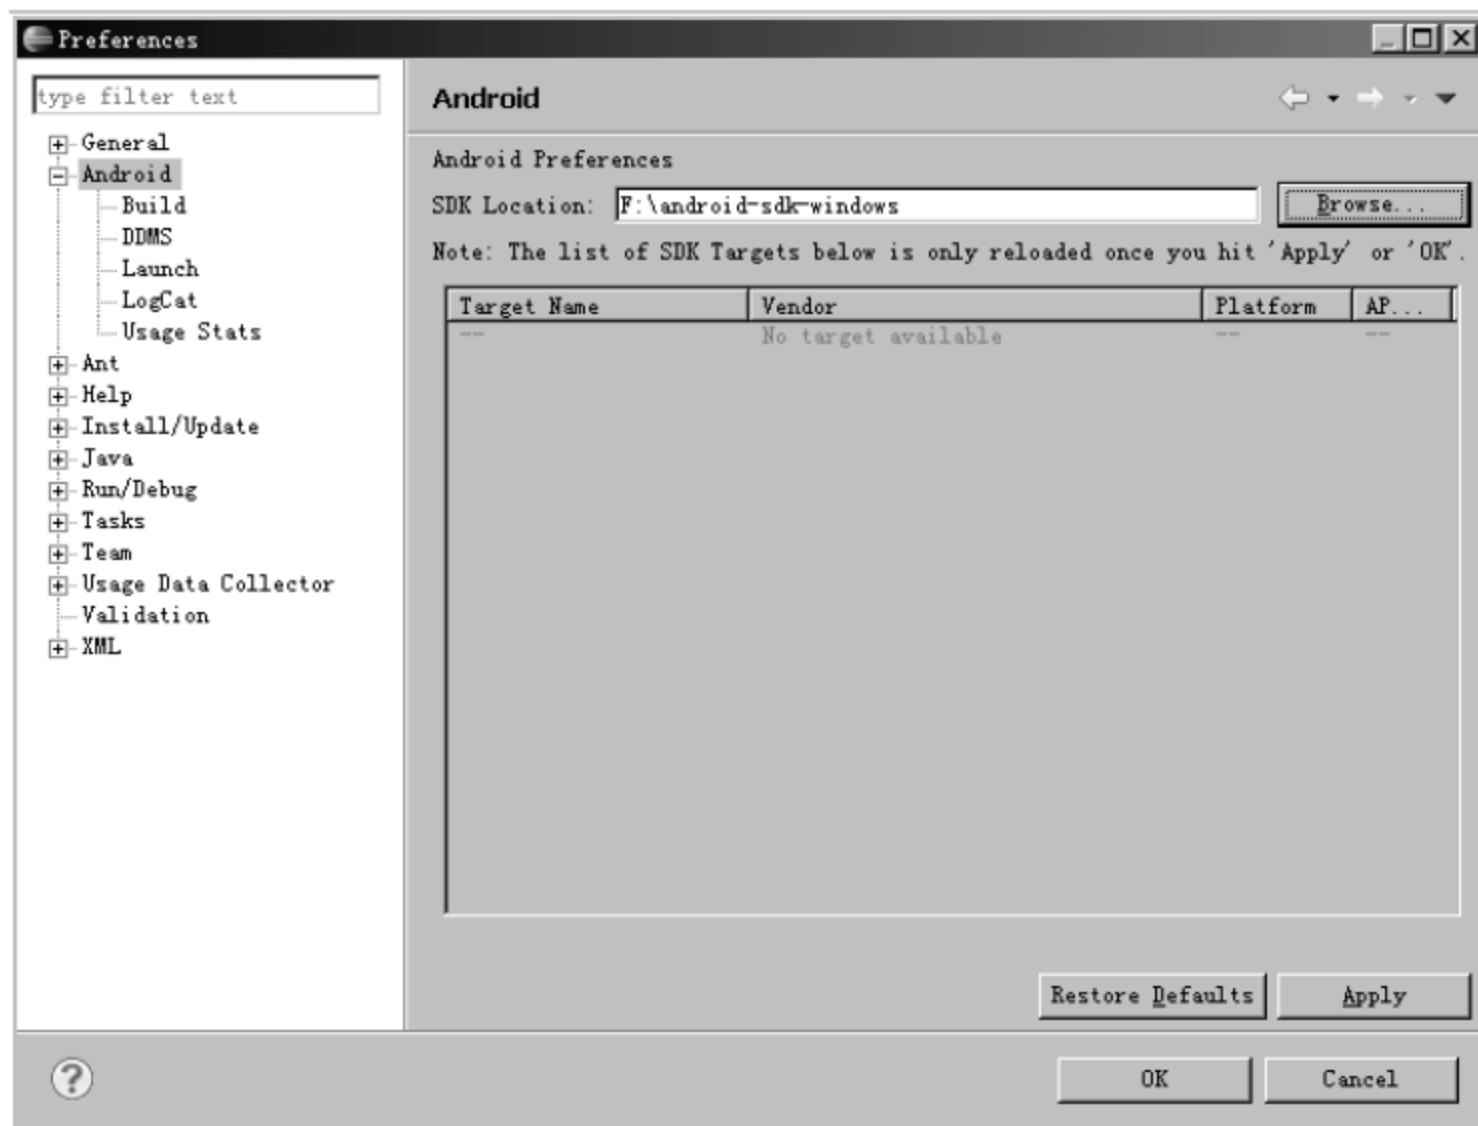 Preferences
type filter text
General
Android
Build
DDMS
Launch
LogCat
Usage Stats
Ant
Help
Install/Update
Java
Run/Debug
Tasks
Team
Usage Data Collector
Validation
XML
Android
Android Preferences
SDK Location: F:\android-sdk-windows Browse...
Note: The list of SDK Targets below is only reloaded once you hit 'Apply' or 'OK'.
Target Name Vendor Platform AP...
-- No target available -- --
Restore Defaults Apply
? OK Cancel